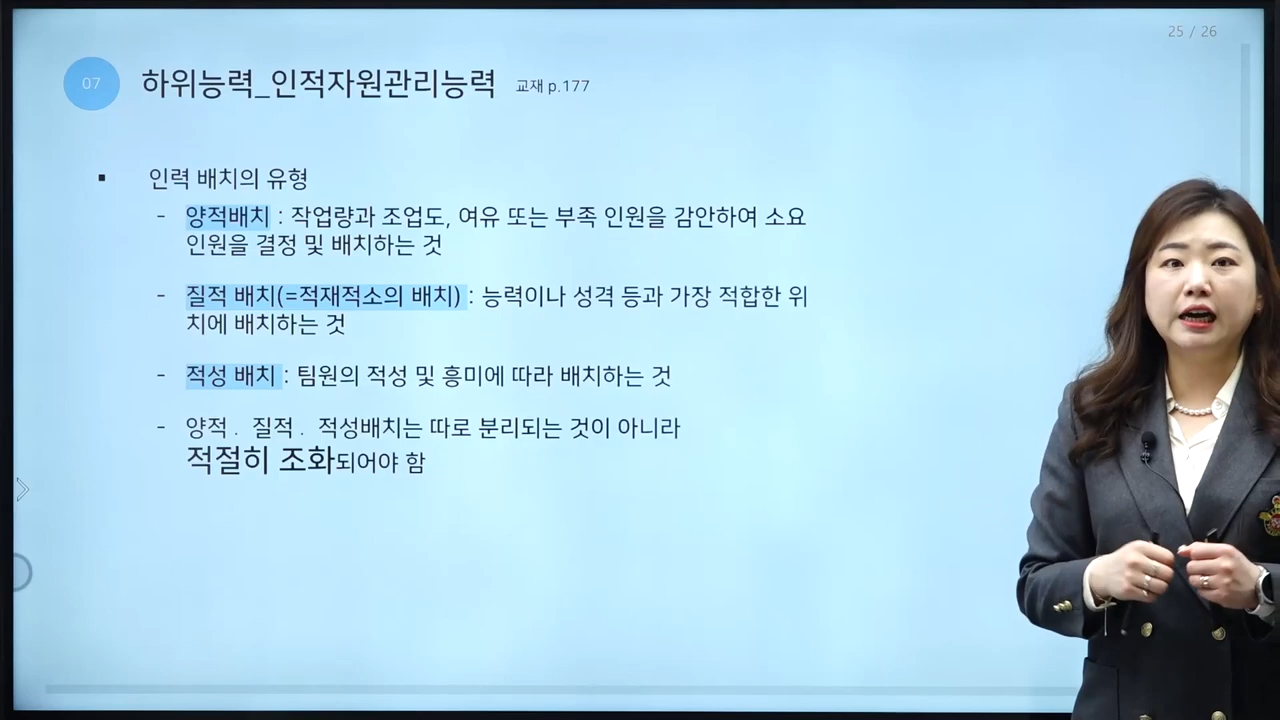 25 / 26
07 하위능력_인적자원관리능력 교재 p.177
▪ 인력 배치의 유형
- 양적배치 : 작업량과 조업도, 여유 또는 부족 인원을 감안하여 소요
인원을 결정 및 배치하는 것
- 질적 배치(=적재적소의 배치) : 능력이나 성격 등과 가장 적합한 위
치에 배치하는 것
- 적성 배치 : 팀원의 적성 및 흥미에 따라 배치하는 것
- 양적 . 질적 . 적성배치는 따로 분리되는 것이 아니라
적절히 조화되어야 함